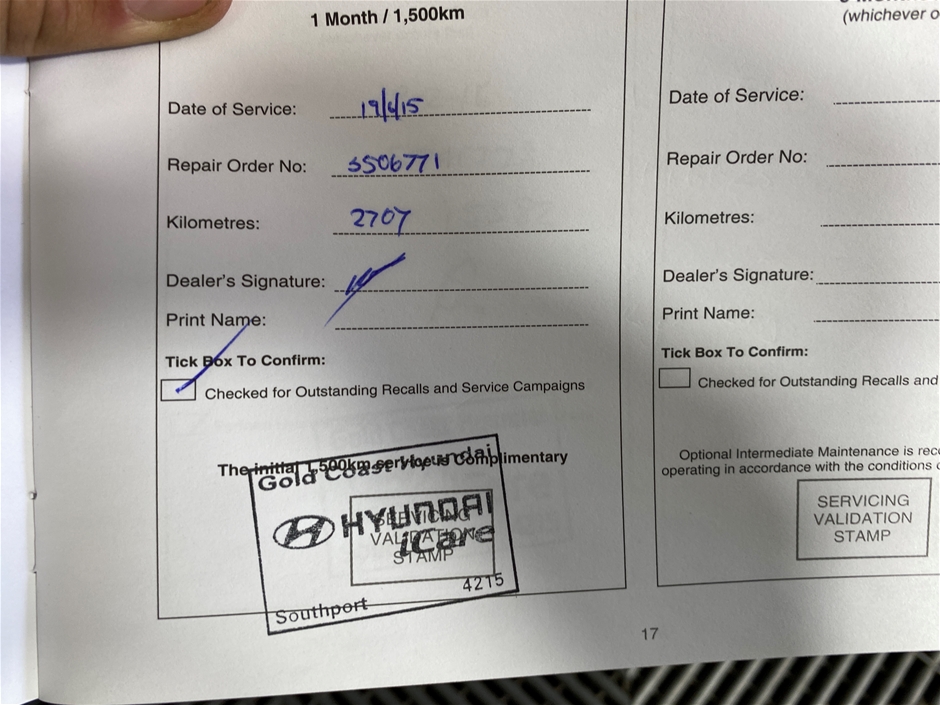 1 Month / 1,500km
Date of Service: 19/6/15
Repair Order No: S506771
Kilometres: 2707
Dealer's Signature:
Print Name:
Tick Box To Confirm:
Checked for Outstanding Recalls and Service Campaigns
The initial 1,500km service is Complimentary
Gold Coast Hyundai
HYUNDAI
iCare
SERVICING
VALIDATION
STAMP
Southport 4215
(whichever o
Date of Service:
Repair Order No:
Kilometres:
Dealer's Signature:
Print Name:
Tick Box To Confirm:
Checked for Outstanding Recalls and
Optional Intermediate Maintenance is rec
operating in accordance with the conditions
SERVICING
VALIDATION
STAMP
17